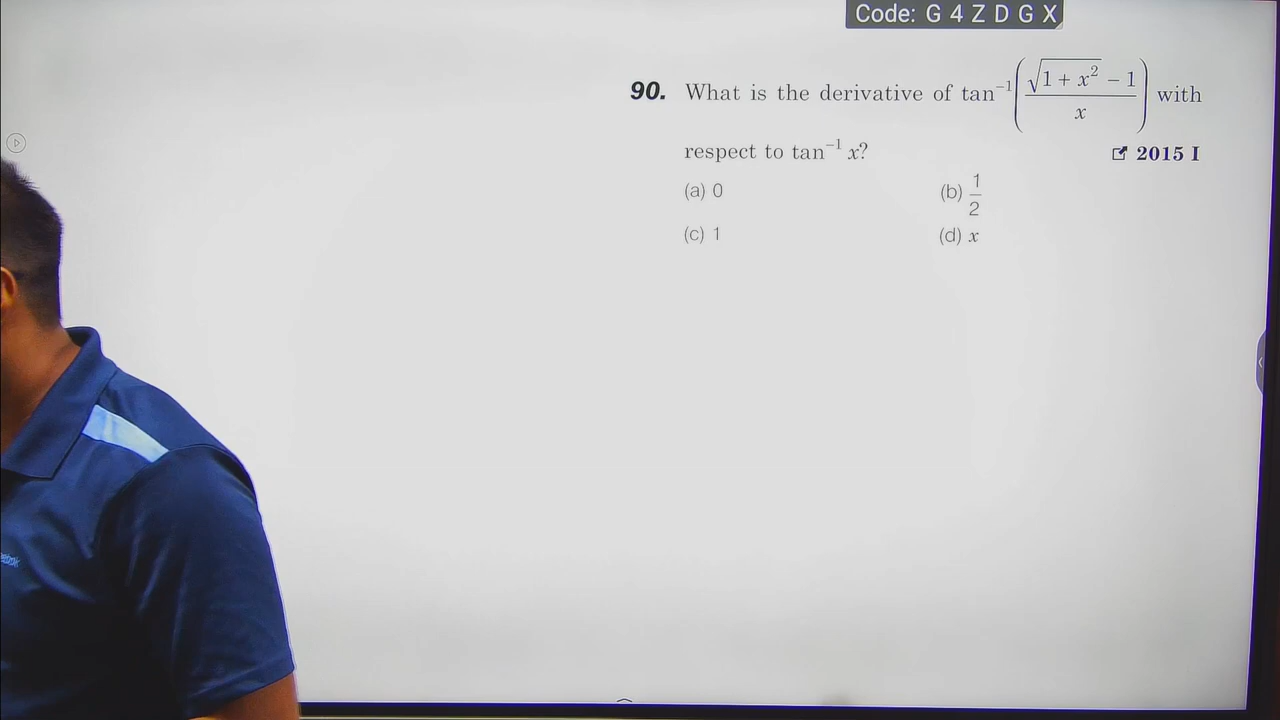 Code: G 4 Z D G X
90. What is the derivative of tan⁻¹((√(1 + x²) − 1)/x) with
respect to tan⁻¹ x? 2015 I
(a) 0 (b) 1/2
(c) 1 (d) x